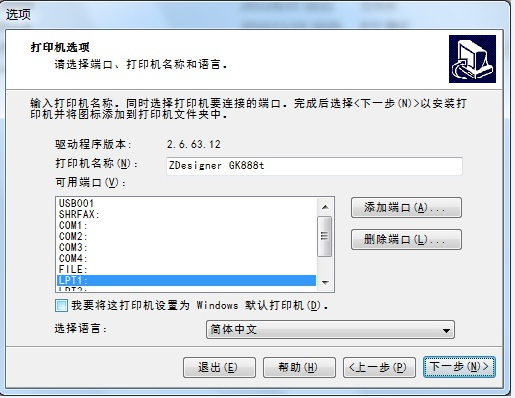 选项
打印机选项
请选择端口、打印机名称和语言。
输入打印机名称．同时选择打印机要连接的端口．完成后选择<下一步(N)>以安装打
印机并将图标添加到打印机文件夹中．
驱动程序版本: 2.6.63.12
打印机名称(N): ZDesigner GK888t
可用端口(V):
USB001
SHRFAX:
COM1:
COM2:
COM3:
COM4:
FILE:
LPT1:
LPT2:
添加端口(A)...
删除端口(L)...
我要将这打印机设置为 Windows 默认打印机(D)．
选择语言: 简体中文
退出(E) 帮助(H) <上一步(P) 下一步(N)>